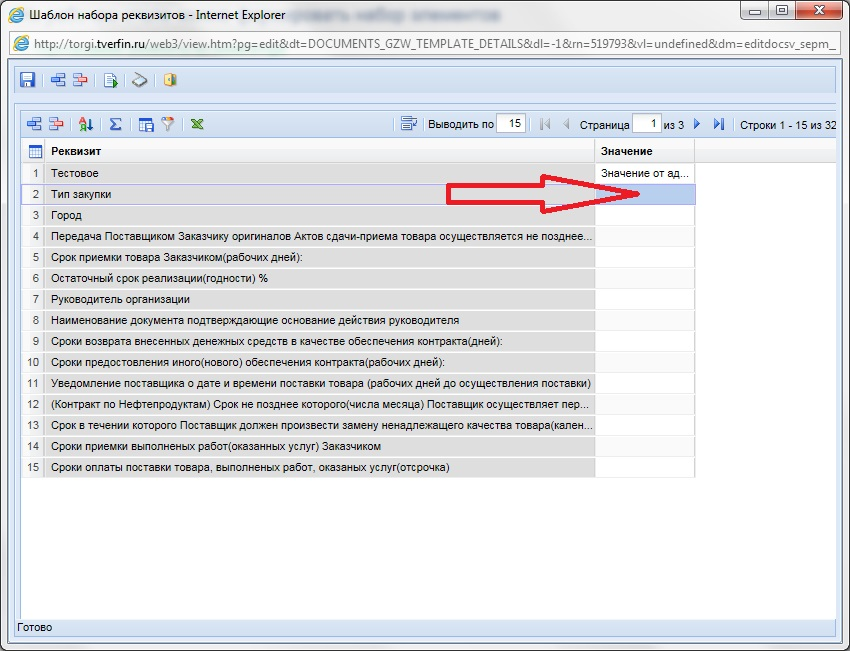 Шаблон набора реквизитов - Internet Explorer
http://torgi.tverfin.ru/web3/view.htm?pg=edit&dt=DOCUMENTS_GZW_TEMPLATE_DETAILS&dl=-1&rn=519793&vl=undefined&dm=editdocsv_sepm_
Выводить по 15 Страница 1 из 3 Строки 1 - 15 из 32
Реквизит Значение
1 Тестовое Значение от ад...
2 Тип закупки
3 Город
4 Передача Поставщиком Заказчику оригиналов Актов сдачи-приема товара осуществляется не позднее...
5 Срок приемки товара Заказчиком(рабочих дней):
6 Остаточный срок реализации(годности) %
7 Руководитель организации
8 Наименование документа подтверждающие основание действия руководителя
9 Сроки возврата внесенных денежных средств в качестве обеспечения контракта(дней):
10 Сроки предостовления иного(нового) обеспечения контракта(рабочих дней):
11 Уведомление поставщика о дате и времени поставки товара (рабочих дней до осуществления поставки)
12 (Контракт по Нефтепродуктам) Срок не позднее которого(числа месяца) Поставщик осуществляет пер...
13 Срок в течении которого Поставщик должен произвести замену ненадлежащего качества товара(кален...
14 Сроки приемки выполненых работ(оказанных услуг) Заказчиком
15 Сроки оплаты поставки товара, выполненых работ, оказаных услуг(отсрочка)
Готово